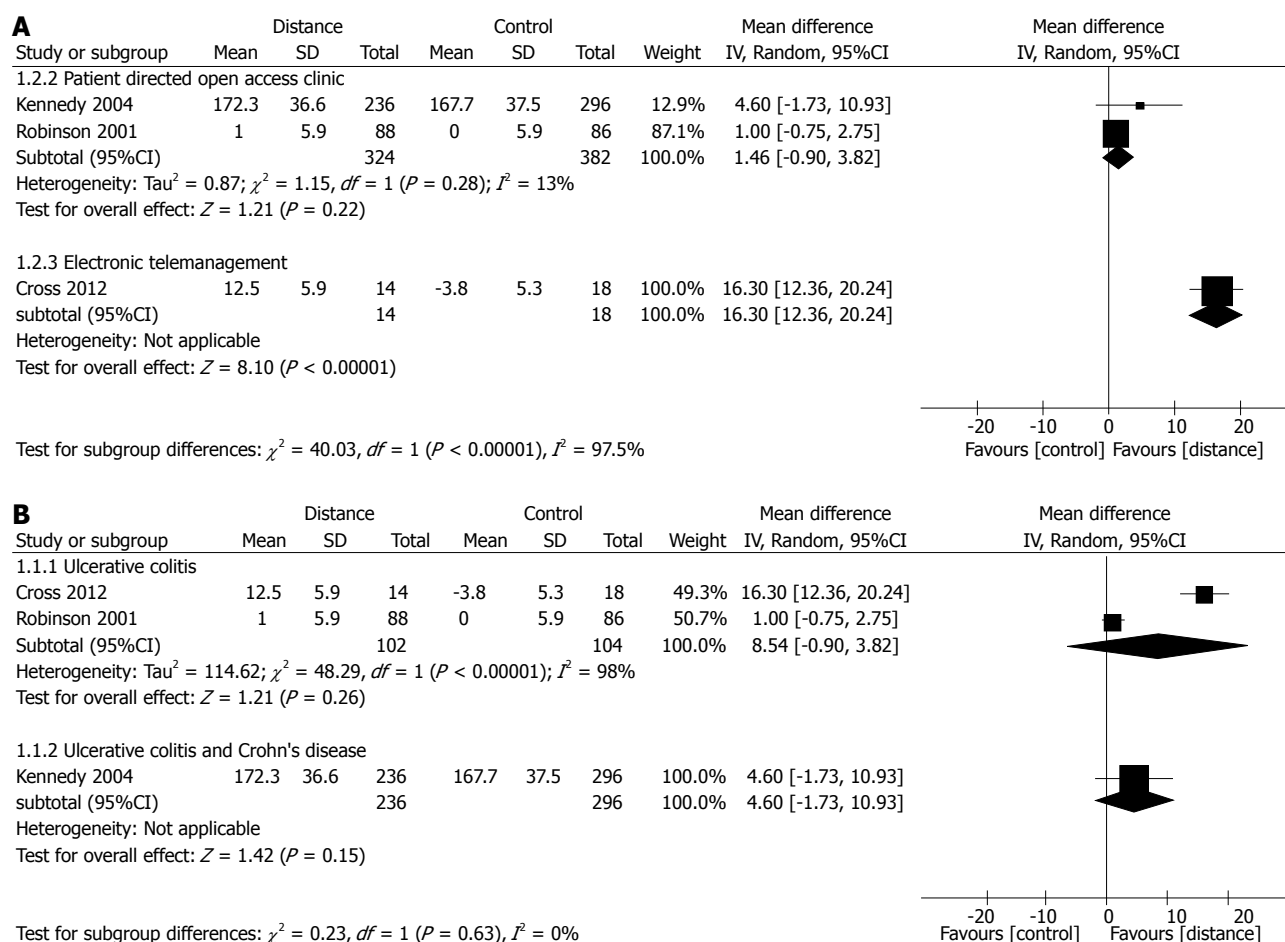 A
Distance Control Mean difference Mean difference
Study or subgroup Mean SD Total Mean SD Total Weight IV, Random, 95%CI IV, Random, 95%CI
1.2.2 Patient directed open access clinic
Kennedy 2004 172.3 36.6 236 167.7 37.5 296 12.9% 4.60 [-1.73, 10.93]
Robinson 2001 1 5.9 88 0 5.9 86 87.1% 1.00 [-0.75, 2.75]
Subtotal (95%CI) 324 382 100.0% 1.46 [-0.90, 3.82]
Heterogeneity: Tau² = 0.87; χ² = 1.15, df = 1 (P = 0.28); I² = 13%
Test for overall effect: Z = 1.21 (P = 0.22)
1.2.3 Electronic telemanagement
Cross 2012 12.5 5.9 14 -3.8 5.3 18 100.0% 16.30 [12.36, 20.24]
subtotal (95%CI) 14 18 100.0% 16.30 [12.36, 20.24]
Heterogeneity: Not applicable
Test for overall effect: Z = 8.10 (P < 0.00001)
-20 -10 0 10 20
Test for subgroup differences: χ² = 40.03, df = 1 (P < 0.00001), I² = 97.5% Favours [control] Favours [distance]
B
Distance Control Mean difference Mean difference
Study or subgroup Mean SD Total Mean SD Total Weight IV, Random, 95%CI IV, Random, 95%CI
1.1.1 Ulcerative colitis
Cross 2012 12.5 5.9 14 -3.8 5.3 18 49.3% 16.30 [12.36, 20.24]
Robinson 2001 1 5.9 88 0 5.9 86 50.7% 1.00 [-0.75, 2.75]
Subtotal (95%CI) 102 104 100.0% 8.54 [-0.90, 3.82]
Heterogeneity: Tau² = 114.62; χ² = 48.29, df = 1 (P < 0.00001); I² = 98%
Test for overall effect: Z = 1.21 (P = 0.26)
1.1.2 Ulcerative colitis and Crohn's disease
Kennedy 2004 172.3 36.6 236 167.7 37.5 296 100.0% 4.60 [-1.73, 10.93]
subtotal (95%CI) 236 296 100.0% 4.60 [-1.73, 10.93]
Heterogeneity: Not applicable
Test for overall effect: Z = 1.42 (P = 0.15)
-20 -10 0 10 20
Test for subgroup differences: χ² = 0.23, df = 1 (P = 0.63), I² = 0% Favours [control] Favours [distance]